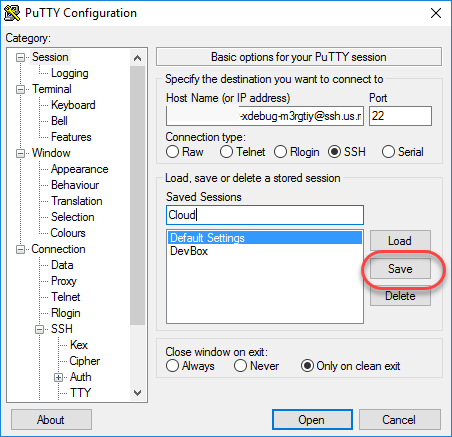 PuTTY Configuration
Category:
Session
Logging
Terminal
Keyboard
Bell
Features
Window
Appearance
Behaviour
Translation
Selection
Colours
Connection
Data
Proxy
Telnet
Rlogin
SSH
Kex
Cipher
Auth
TTY
Basic options for your PuTTY session
Specify the destination you want to connect to
Host Name (or IP address) Port
-xdebug-m3rgtiy@ssh.us.r 22
Connection type:
Raw Telnet Rlogin SSH Serial
Load, save or delete a stored session
Saved Sessions
Cloud
Default Settings
DevBox
Load
Save
Delete
Close window on exit:
Always Never Only on clean exit
About Open Cancel